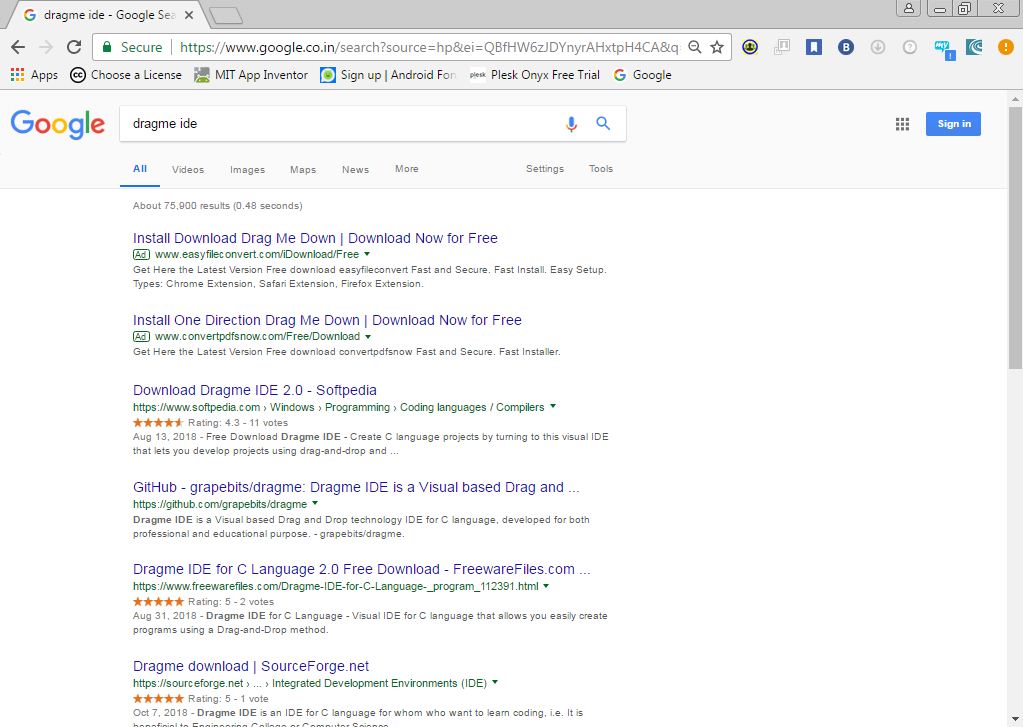 dragme ide - Google Sea
Secure https://www.google.co.in/search?source=hp&ei=QBfHW6zJDYnyrAHxtpH4CA&q
Apps Choose a License MIT App Inventor Sign up | Android Fon Plesk Onyx Free Trial Google
Google dragme ide Sign in
All Videos Images Maps News More Settings Tools
About 75,900 results (0.48 seconds)
Install Download Drag Me Down | Download Now for Free
Ad www.easyfileconvert.com/iDownload/Free
Get Here the Latest Version Free download easyfileconvert Fast and Secure. Fast Install. Easy Setup.
Types: Chrome Extension, Safari Extension, Firefox Extension.
Install One Direction Drag Me Down | Download Now for Free
Ad www.convertpdfsnow.com/Free/Download
Get Here the Latest Version Free download convertpdfsnow Fast and Secure. Fast Installer.
Download Dragme IDE 2.0 - Softpedia
https://www.softpedia.com › Windows › Programming › Coding languages / Compilers
Rating: 4.3 - 11 votes
Aug 13, 2018 - Free Download Dragme IDE - Create C language projects by turning to this visual IDE
that lets you develop projects using drag-and-drop and ...
GitHub - grapebits/dragme: Dragme IDE is a Visual based Drag and ...
https://github.com/grapebits/dragme
Dragme IDE is a Visual based Drag and Drop technology IDE for C language, developed for both
professional and educational purpose. - grapebits/dragme.
Dragme IDE for C Language 2.0 Free Download - FreewareFiles.com ...
https://www.freewarefiles.com/Dragme-IDE-for-C-Language-_program_112391.html
Rating: 5 - 2 votes
Aug 31, 2018 - Dragme IDE for C Language - Visual IDE for C language that allows you easily create
programs using a Drag-and-Drop method.
Dragme download | SourceForge.net
https://sourceforge.net › ... › Integrated Development Environments (IDE)
Rating: 5 - 1 vote
Oct 7, 2018 - Dragme IDE is an IDE for C language for whom who want to learn coding, i.e. It is
beneficial to Engineering College or Computer Science